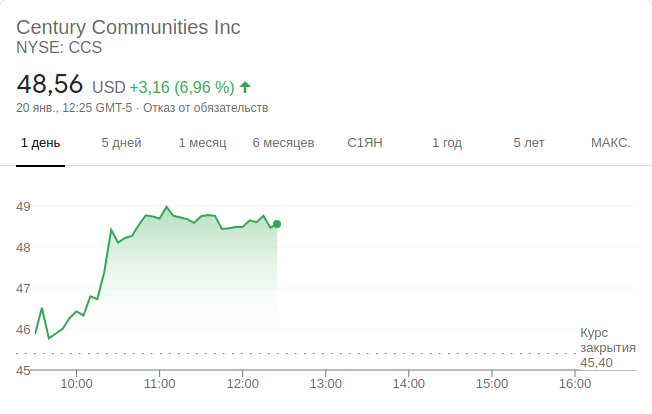 Century Communities Inc
NYSE: CCS
48,56 USD +3,16 (6,96 %)
20 янв., 12:25 GMT-5 · Отказ от обязательств
1 день 5 дней 1 месяц 6 месяцев С1ЯН 1 год 5 лет МАКС.
49
48
47
46
45
Курс
закрытия
45,40
10:00 11:00 12:00 13:00 14:00 15:00 16:00